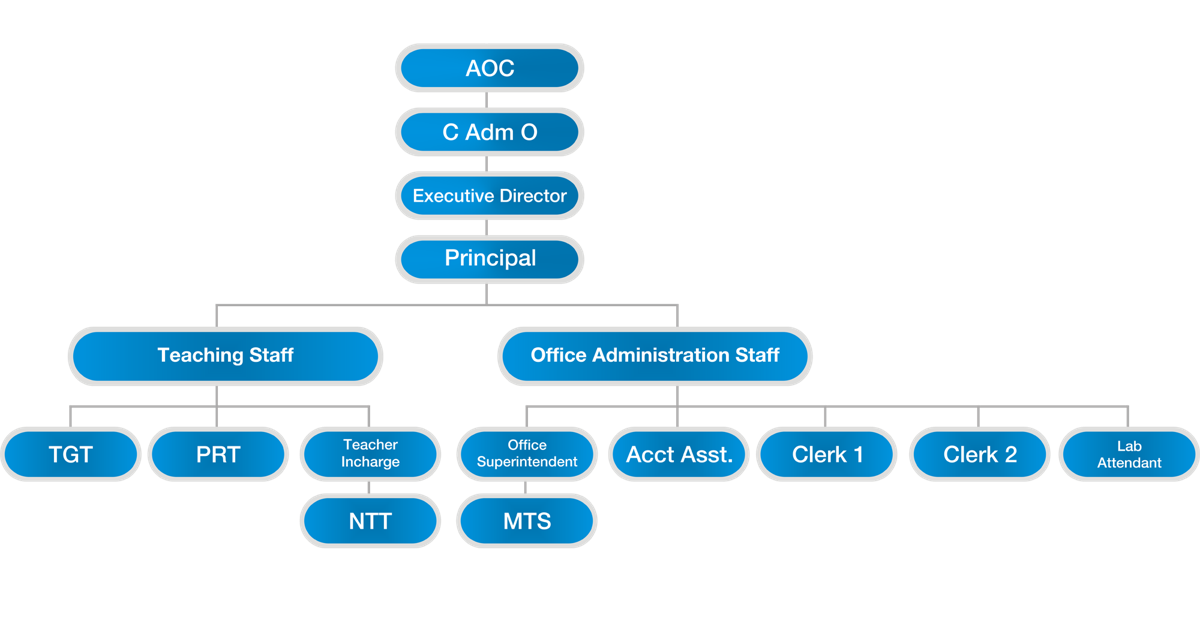 AOC
C Adm O
Executive Director
Principal
Teaching Staff
Office Administration Staff
TGT
PRT
Teacher
Incharge
Office
Superintendent
Acct Asst.
Clerk 1
Clerk 2
Lab
Attendant
NTT
MTS